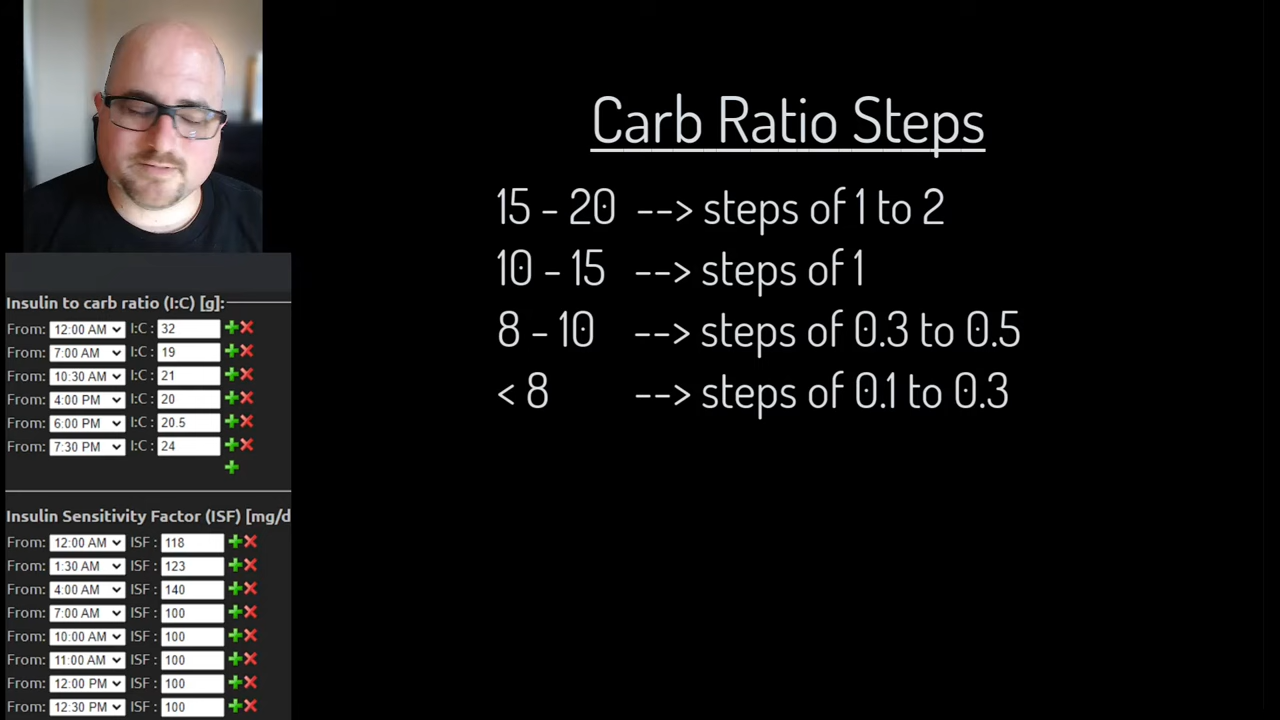 Carb Ratio Steps
15 - 20 --> steps of 1 to 2
10 - 15 --> steps of 1
8 - 10 --> steps of 0.3 to 0.5
< 8 --> steps of 0.1 to 0.3
Insulin to carb ratio (I:C) [g]:
From: 12:00 AM I:C : 32
From: 7:00 AM I:C : 19
From: 10:30 AM I:C : 21
From: 4:00 PM I:C : 20
From: 6:00 PM I:C : 20.5
From: 7:30 PM I:C : 24
Insulin Sensitivity Factor (ISF) [mg/d
From: 12:00 AM ISF : 118
From: 1:30 AM ISF : 123
From: 4:00 AM ISF : 140
From: 7:00 AM ISF : 100
From: 10:00 AM ISF : 100
From: 11:00 AM ISF : 100
From: 12:00 PM ISF : 100
From: 12:30 PM ISF : 100